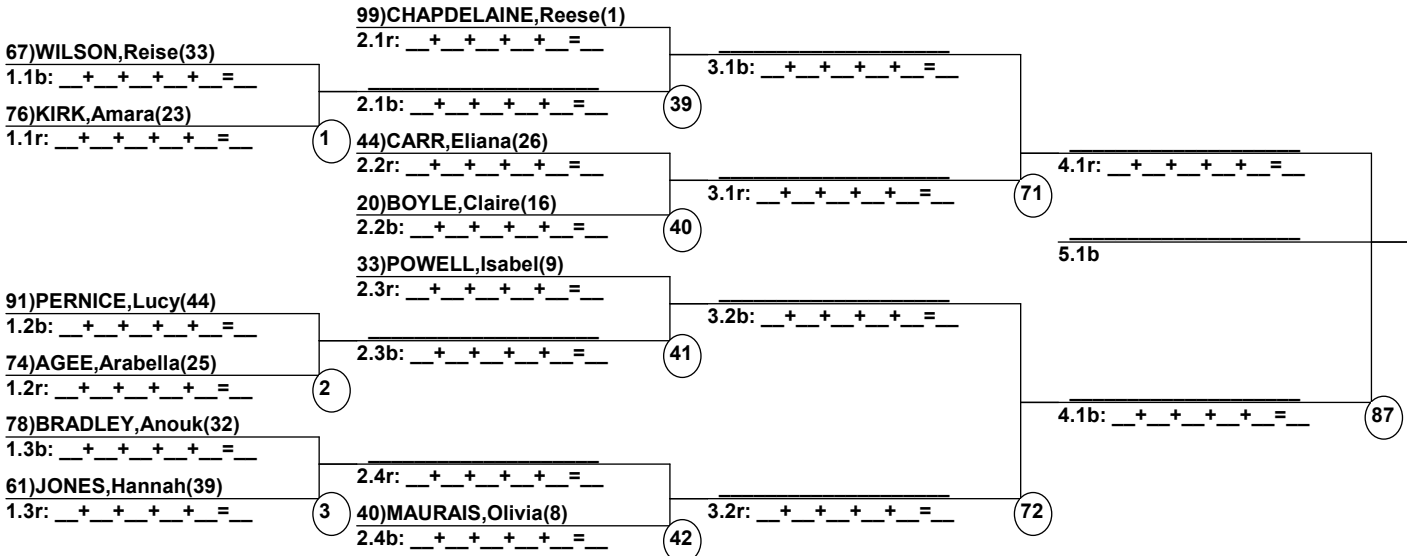 99)CHAPDELAINE,Reese(1)
2.1r: __+__+__+__+__=__
67)WILSON,Reise(33)
1.1b: __+__+__+__+__=__
3.1b: __+__+__+__+__=__
2.1b: __+__+__+__+__=__
39
76)KIRK,Amara(23)
1.1r: __+__+__+__+__=__
1
44)CARR,Eliana(26)
2.2r: __+__+__+__+__=__
4.1r: __+__+__+__+__=__
3.1r: __+__+__+__+__=__
71
20)BOYLE,Claire(16)
2.2b: __+__+__+__+__=__
40
5.1b
33)POWELL,Isabel(9)
2.3r: __+__+__+__+__=__
91)PERNICE,Lucy(44)
1.2b: __+__+__+__+__=__
3.2b: __+__+__+__+__=__
2.3b: __+__+__+__+__=__
41
74)AGEE,Arabella(25)
1.2r: __+__+__+__+__=__
2
4.1b: __+__+__+__+__=__
87
78)BRADLEY,Anouk(32)
1.3b: __+__+__+__+__=__
2.4r: __+__+__+__+__=__
61)JONES,Hannah(39)
1.3r: __+__+__+__+__=__
3
3.2r: __+__+__+__+__=__
72
40)MAURAIS,Olivia(8)
2.4b: __+__+__+__+__=__
42